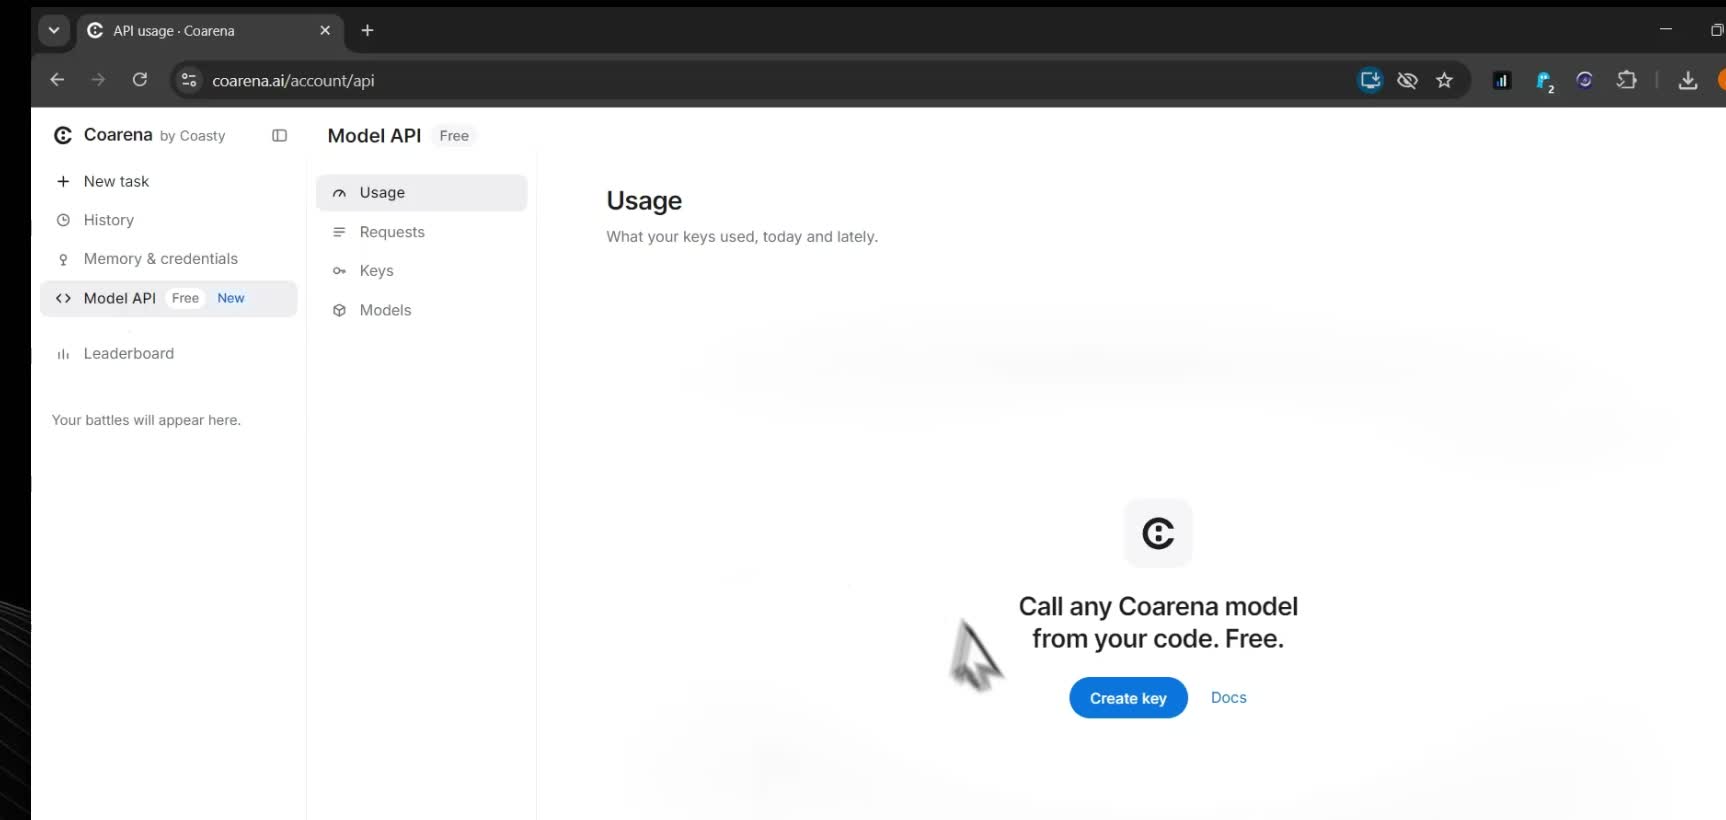 API usage · Coarena
coarena.ai/account/api
2
Coarena by Coasty
New task
History
Memory & credentials
Model API Free New
Leaderboard
Your battles will appear here.
Model API Free
Usage
Requests
Keys
Models
Usage
What your keys used, today and lately.
Call any Coarena model
from your code. Free.
Create key
Docs